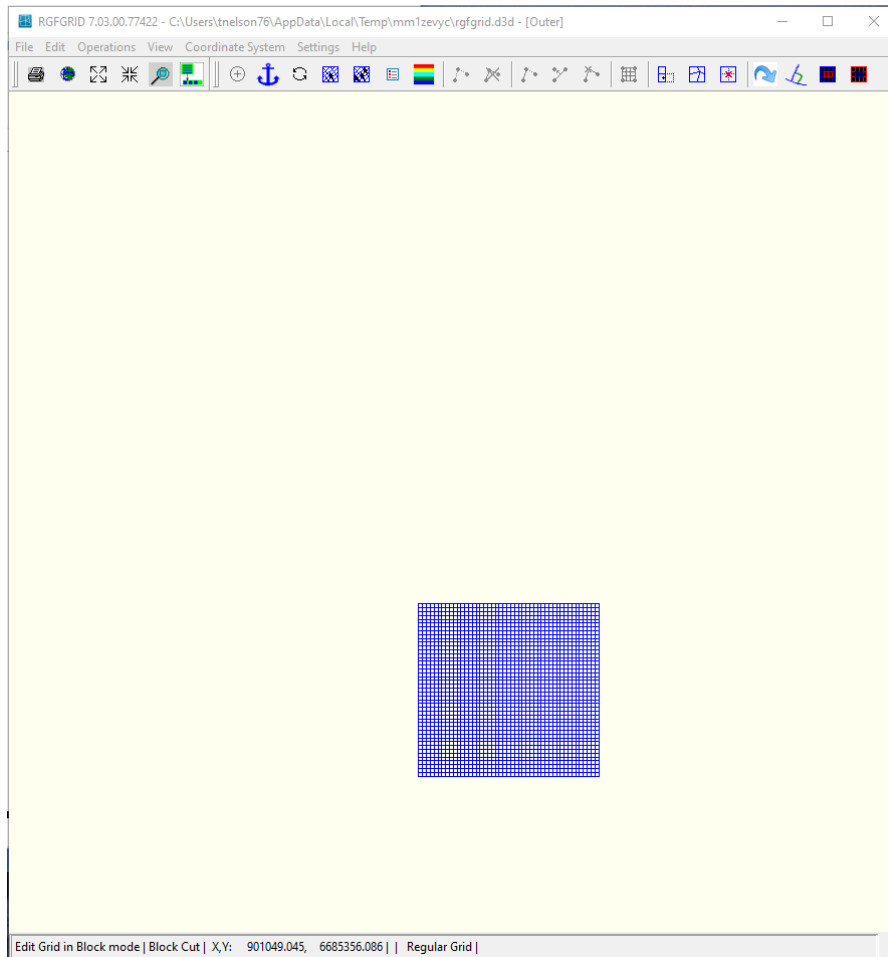 RGFGRID 7.03.00.77422 - C:\Users\tnelson76\AppData\Local\Temp\mm1zevyc\rgfgrid.d3d - [Outer]
File Edit Operations View Coordinate System Settings Help
Edit Grid in Block mode | Block Cut | X,Y: 901049.045, 6685356.086 | | Regular Grid |